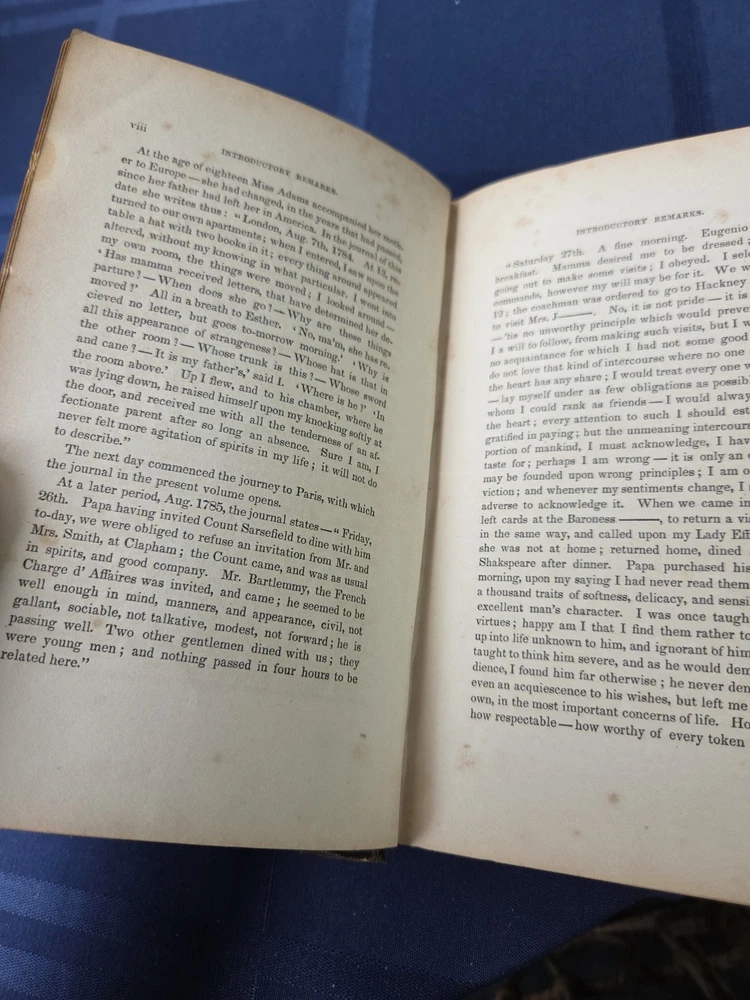 viii
INTRODUCTORY REMARKS.
At the age of eighteen Miss Adams accompanied her moth-
er to Europe—she had changed, in the years that had passed,
since her father had left her in America. In the journal of this
date she writes thus: "London, Aug. 7th, 1784. At 12, re-
turned to our own apartments; when I entered, I saw upon the
table a hat with two books in it; every thing around appeared
altered, without my knowing in what particular. I went into
my own room, the things were moved; I looked around—
'Has mamma received letters, that have determined her de-
parture?—When does she go?—Why are these things
moved?' All in a breath to Esther. 'No, ma'm, she has re-
cieved no letter, but goes to-morrow morning.' 'Why is
all this appearance of strangeness?—Whose hat is that in
the other room?—Whose trunk is this?—Whose sword
and cane?—It is my father's,' said I. 'Where is he?' 'In
the room above.' Up I flew, and to his chamber, where he
was lying down, he raised himself upon my knocking softly at
the door, and received me with all the tenderness of an af-
fectionate parent after so long an absence. Sure I am, I
never felt more agitation of spirits in my life; it will not do
to describe."
The next day commenced the journey to Paris, with which
the journal in the present volume opens.
At a later period, Aug. 1785, the journal states—"Friday,
26th. Papa having invited Count Sarsefield to dine with him
to-day, we were obliged to refuse an invitation from Mr. and
Mrs. Smith, at Clapham; the Count came, and was as usual
in spirits, and good company. Mr. Bartlemmy, the French
Charge d' Affaires was invited, and came; he seemed to be
well enough in mind, manners, and appearance, civil, not
gallant, sociable, not talkative, modest, not forward; he is
passing well. Two other gentlemen dined with us; they
were young men; and nothing passed in four hours to be
related here."
INTRODUCTORY REMARKS.
"Saturday 27th. A fine morning. Eugenio
breakfast. Mamma desired me to be dressed
going out to make some visits; I obeyed. I
commands, however my will may be for it. We
12; the coachman was ordered to go to Hackney
to visit Mrs. J——. No, it is not pride—it is
—'tis no unworthy principle which would
I a will to follow, from making such visits, but I
no acquaintance for which I had not some good
do not love that kind of intercourse where no one
the heart has any share; I would treat every one
—lay myself under as few obligations as
whom I could rank as friends—I would
the heart; every attention to such I should
gratified in paying; but the unmeaning
portion of mankind, I must acknowledge, I
taste for; perhaps I am wrong—it is only an
may be founded upon wrong principles; I am
viction; and whenever my sentiments change, I
adverse to acknowledge it. When we came
left cards at the Baroness ——, to return a
in the same way, and called upon my Lady
she was not at home; returned home, dined
Shakspeare after dinner. Papa purchased
morning, upon my saying I had never read
a thousand traits of softness, delicacy, and
excellent man's character. I was once
virtues; happy am I that I find them rather
up into life unknown to him, and ignorant of
taught to think him severe, and as he would
dience, I found him far otherwise; he never
even an acquiescence to his wishes, but left me
own, in the most important concerns of life.
how respectable—how worthy of every token